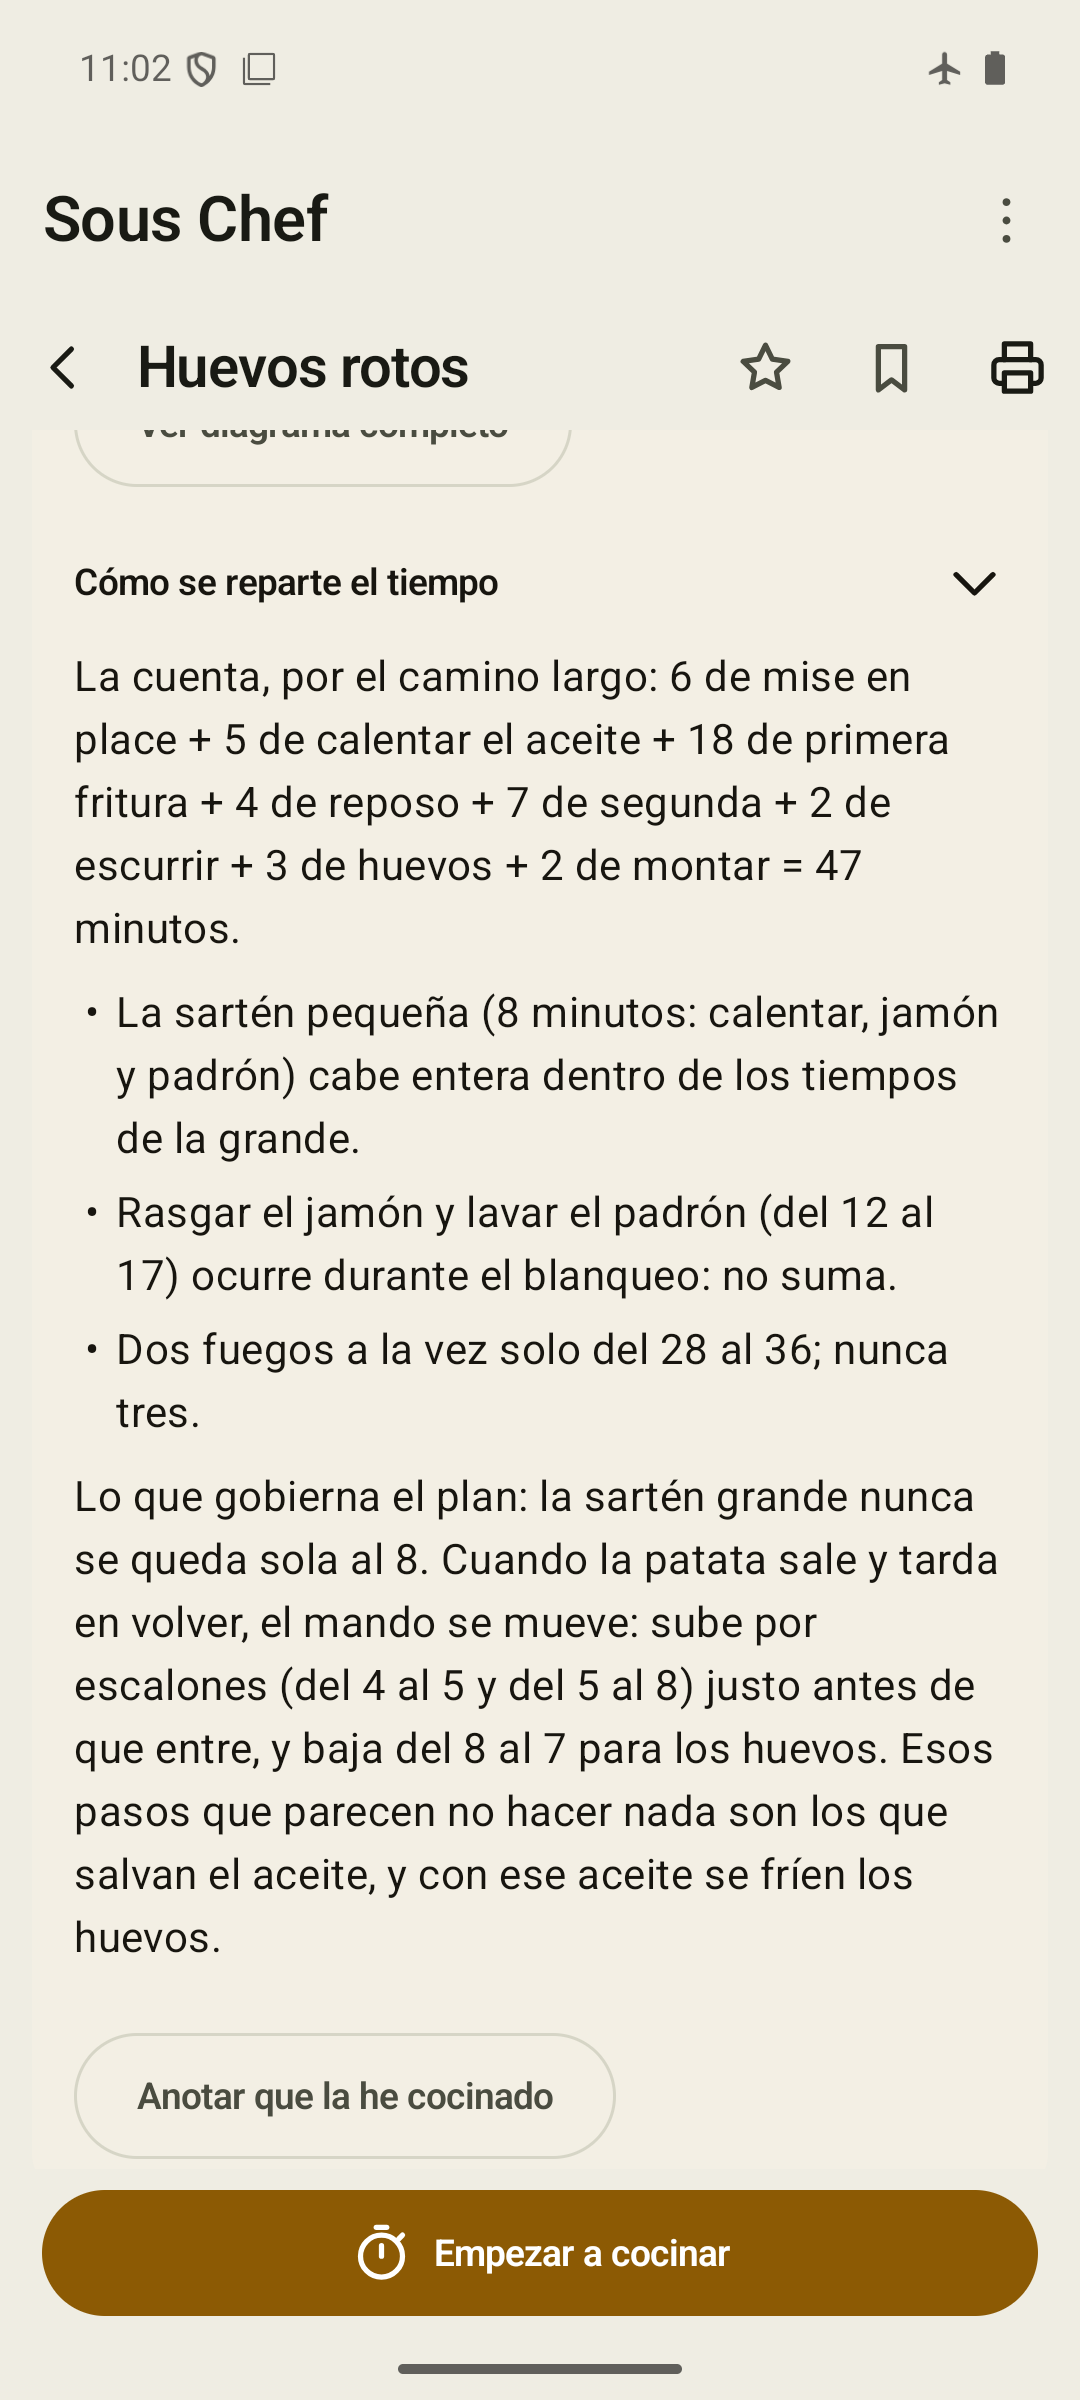 11:02
Sous Chef
Huevos rotos
Ver diagrama completo
Cómo se reparte el tiempo
La cuenta, por el camino largo: 6 de mise en
place + 5 de calentar el aceite + 18 de primera
fritura + 4 de reposo + 7 de segunda + 2 de
escurrir + 3 de huevos + 2 de montar = 47
minutos.
• La sartén pequeña (8 minutos: calentar, jamón
y padrón) cabe entera dentro de los tiempos
de la grande.
• Rasgar el jamón y lavar el padrón (del 12 al
17) ocurre durante el blanqueo: no suma.
• Dos fuegos a la vez solo del 28 al 36; nunca
tres.
Lo que gobierna el plan: la sartén grande nunca
se queda sola al 8. Cuando la patata sale y tarda
en volver, el mando se mueve: sube por
escalones (del 4 al 5 y del 5 al 8) justo antes de
que entre, y baja del 8 al 7 para los huevos. Esos
pasos que parecen no hacer nada son los que
salvan el aceite, y con ese aceite se fríen los
huevos.
Anotar que la he cocinado
Empezar a cocinar